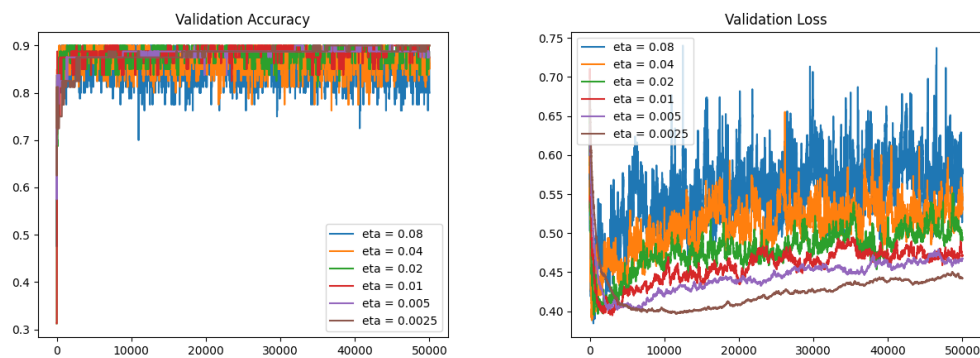 Validation Accuracy
0.9
0.8
0.7
0.6
0.5
0.4
0.3
0
10000
20000
30000
40000
50000
eta = 0.08
eta = 0.04
eta = 0.02
eta = 0.01
eta = 0.005
eta = 0.0025
Validation Loss
0.75
0.70
0.65
0.60
0.55
0.50
0.45
0.40
0
10000
20000
30000
40000
50000
eta = 0.08
eta = 0.04
eta = 0.02
eta = 0.01
eta = 0.005
eta = 0.0025